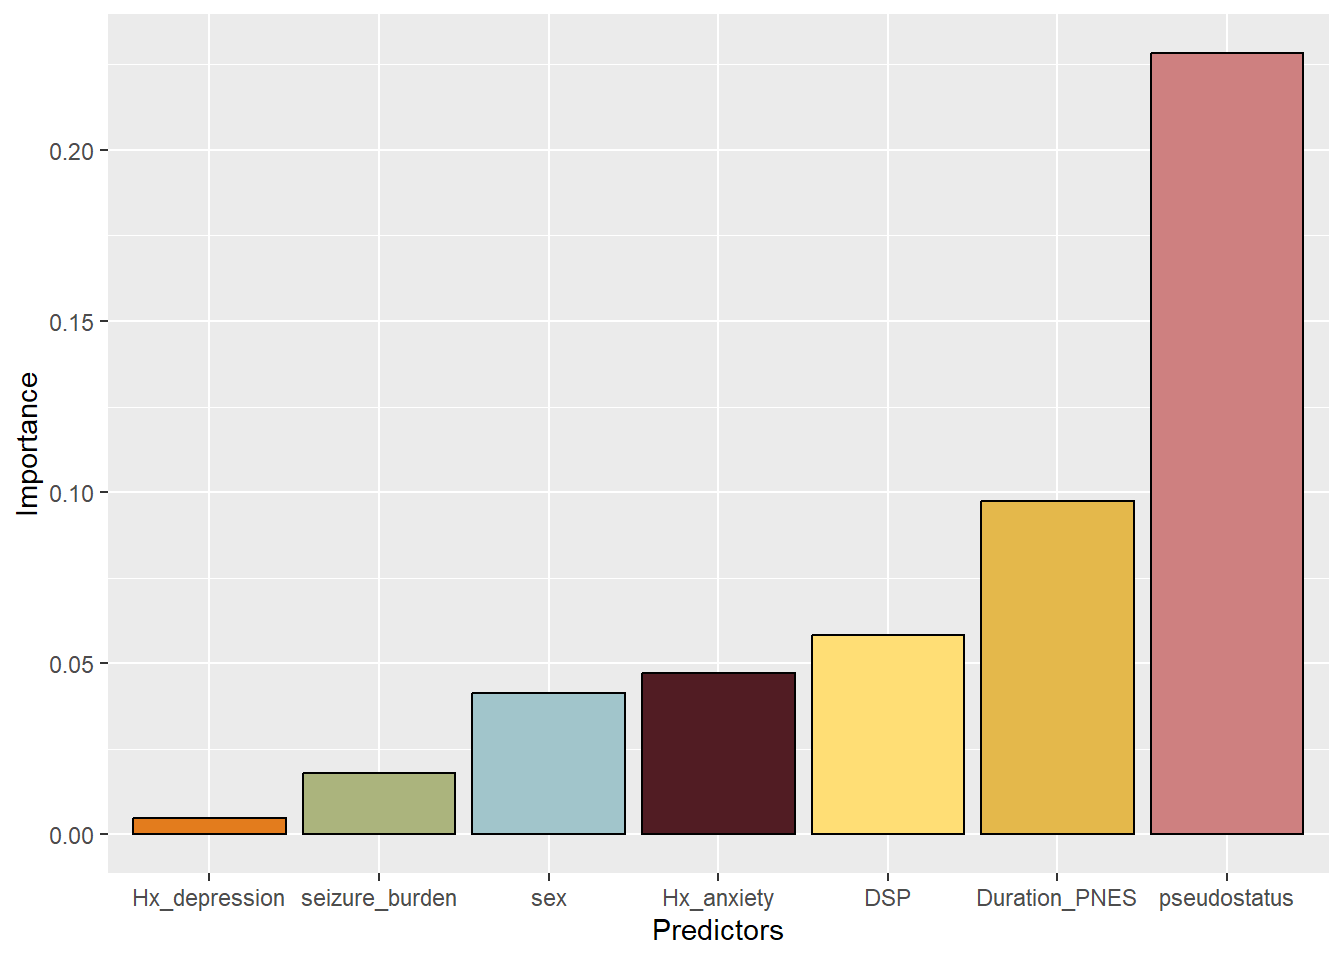 Importance
0.20
0.15
0.10
0.05
0.00
Hx_depression seizure_burden sex Hx_anxiety DSP Duration_PNES pseudostatus
Predictors